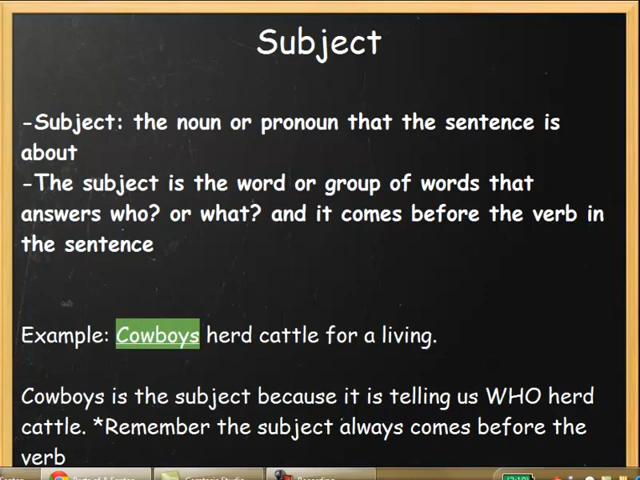 Subject
-Subject: the noun or pronoun that the sentence is
about
-The subject is the word or group of words that
answers who? or what? and it comes before the verb in
the sentence
Example: Cowboys herd cattle for a living.
Cowboys is the subject because it is telling us WHO herd
cattle. *Remember the subject always comes before the
verb